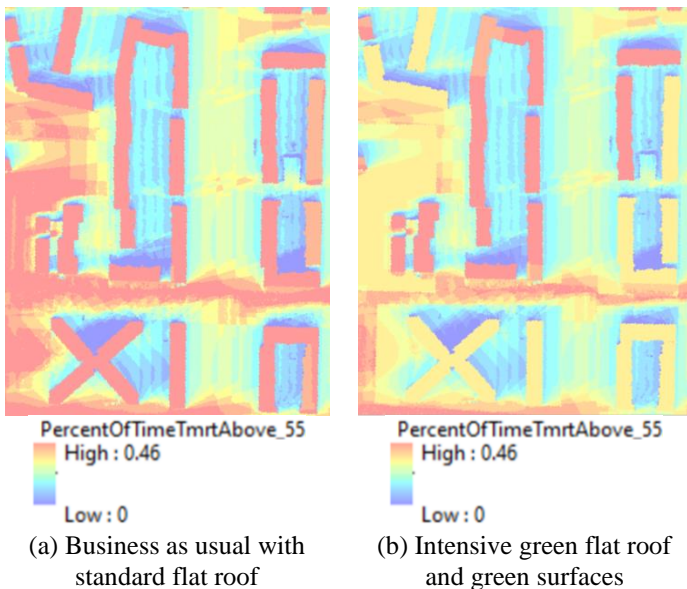 PercentOfTimeTmrtAbove_55
High : 0.46
Low : 0
(a) Business as usual with
standard flat roof
PercentOfTimeTmrtAbove_55
High : 0.46
Low : 0
(b) Intensive green flat roof
and green surfaces